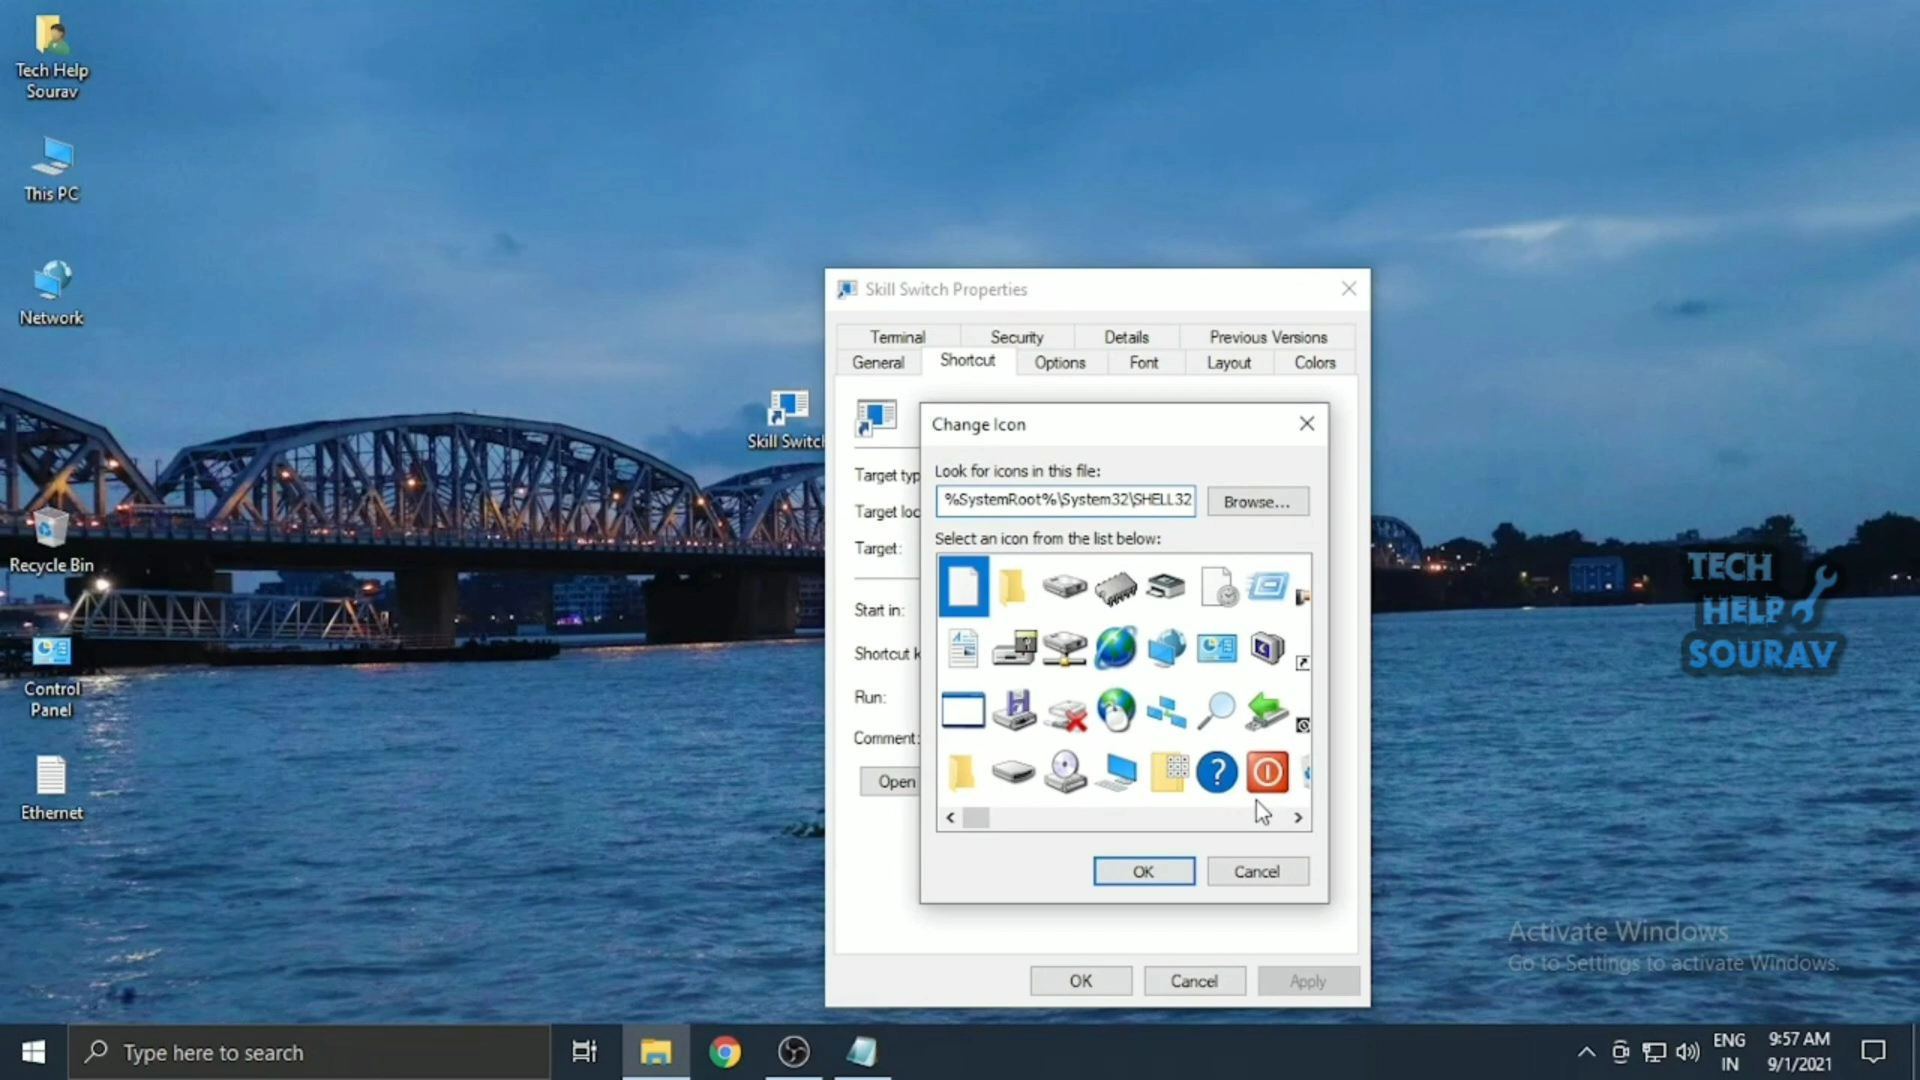 Tech Help
Sourav
This PC
Network
Recycle Bin
Control
Panel
Ethernet
Skill Switch
Skill Switch Properties
Terminal
Security
Details
Previous Versions
General
Shortcut
Options
Font
Layout
Colors
Target typ
Target loc
Target:
Start in:
Shortcut k
Run:
Comment:
Open
Change Icon
Look for icons in this file:
%SystemRoot%\System32\SHELL32
Browse...
Select an icon from the list below:
OK
Cancel
OK
Cancel
Apply
TECH
HELP
SOURAV
Activate Windows
Go to Settings to activate Windows.
Type here to search
ENG
IN
9:57 AM
9/1/2021